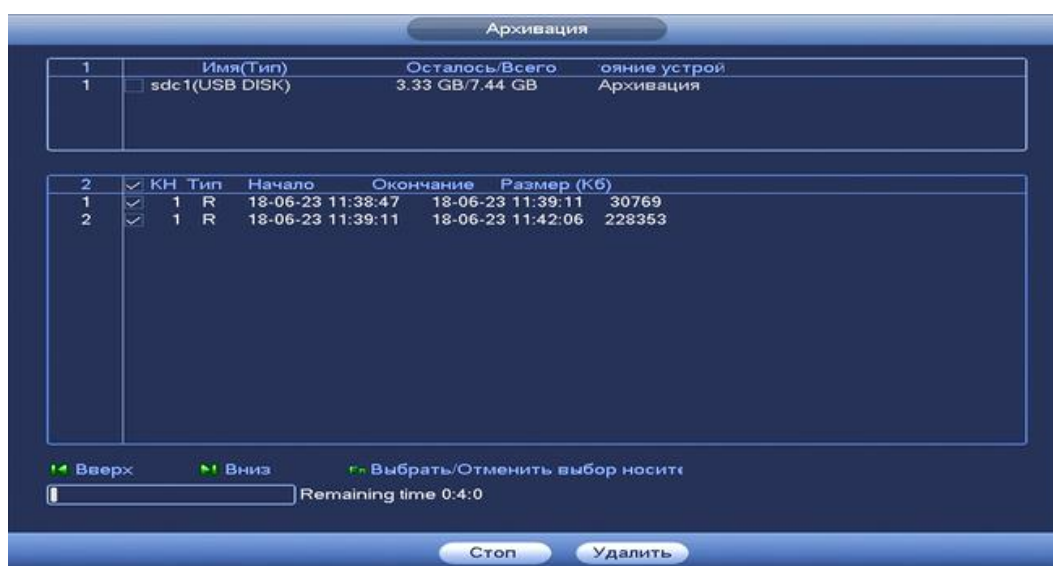 Архивация
1 Имя(Тип) Осталось/Всего ояние устрой
1 sdc1(USB DISK) 3.33 GB/7.44 GB Архивация
2 КН Тип Начало Окончание Размер (Кб)
1 1 R 18-06-23 11:38:47 18-06-23 11:39:11 30769
2 1 R 18-06-23 11:39:11 18-06-23 11:42:06 228353
Вверх Вниз Fn Выбрать/Отменить выбор носите
Remaining time 0:4:0
Стоп Удалить